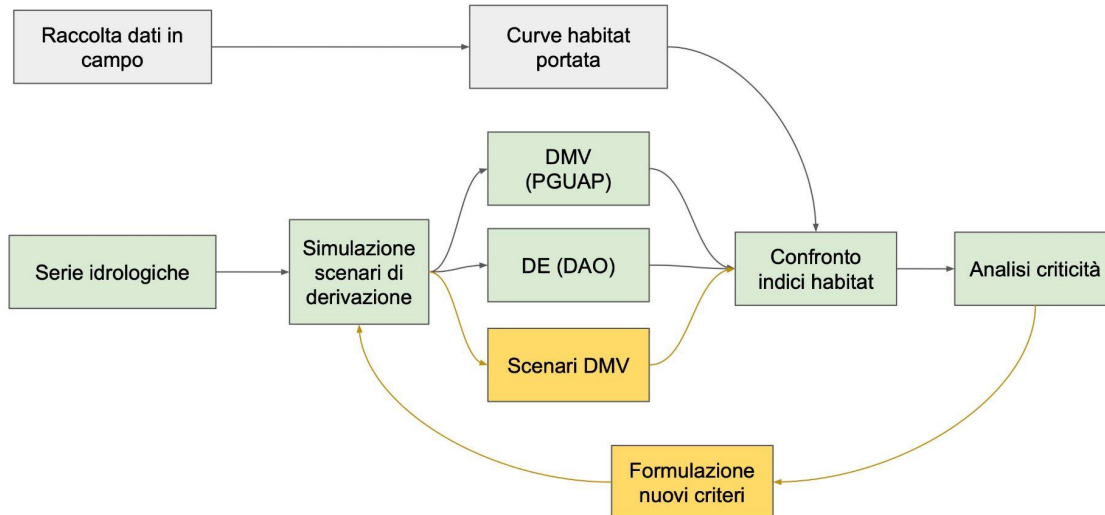 Raccolta dati in
campo
Curve habitat
portata
DMV
(PGUAP)
Serie idrologiche
Simulazione
scenari di
derivazione
DE (DAO)
Confronto
indici habitat
Analisi criticità
Scenari DMV
Formulazione
nuovi criteri